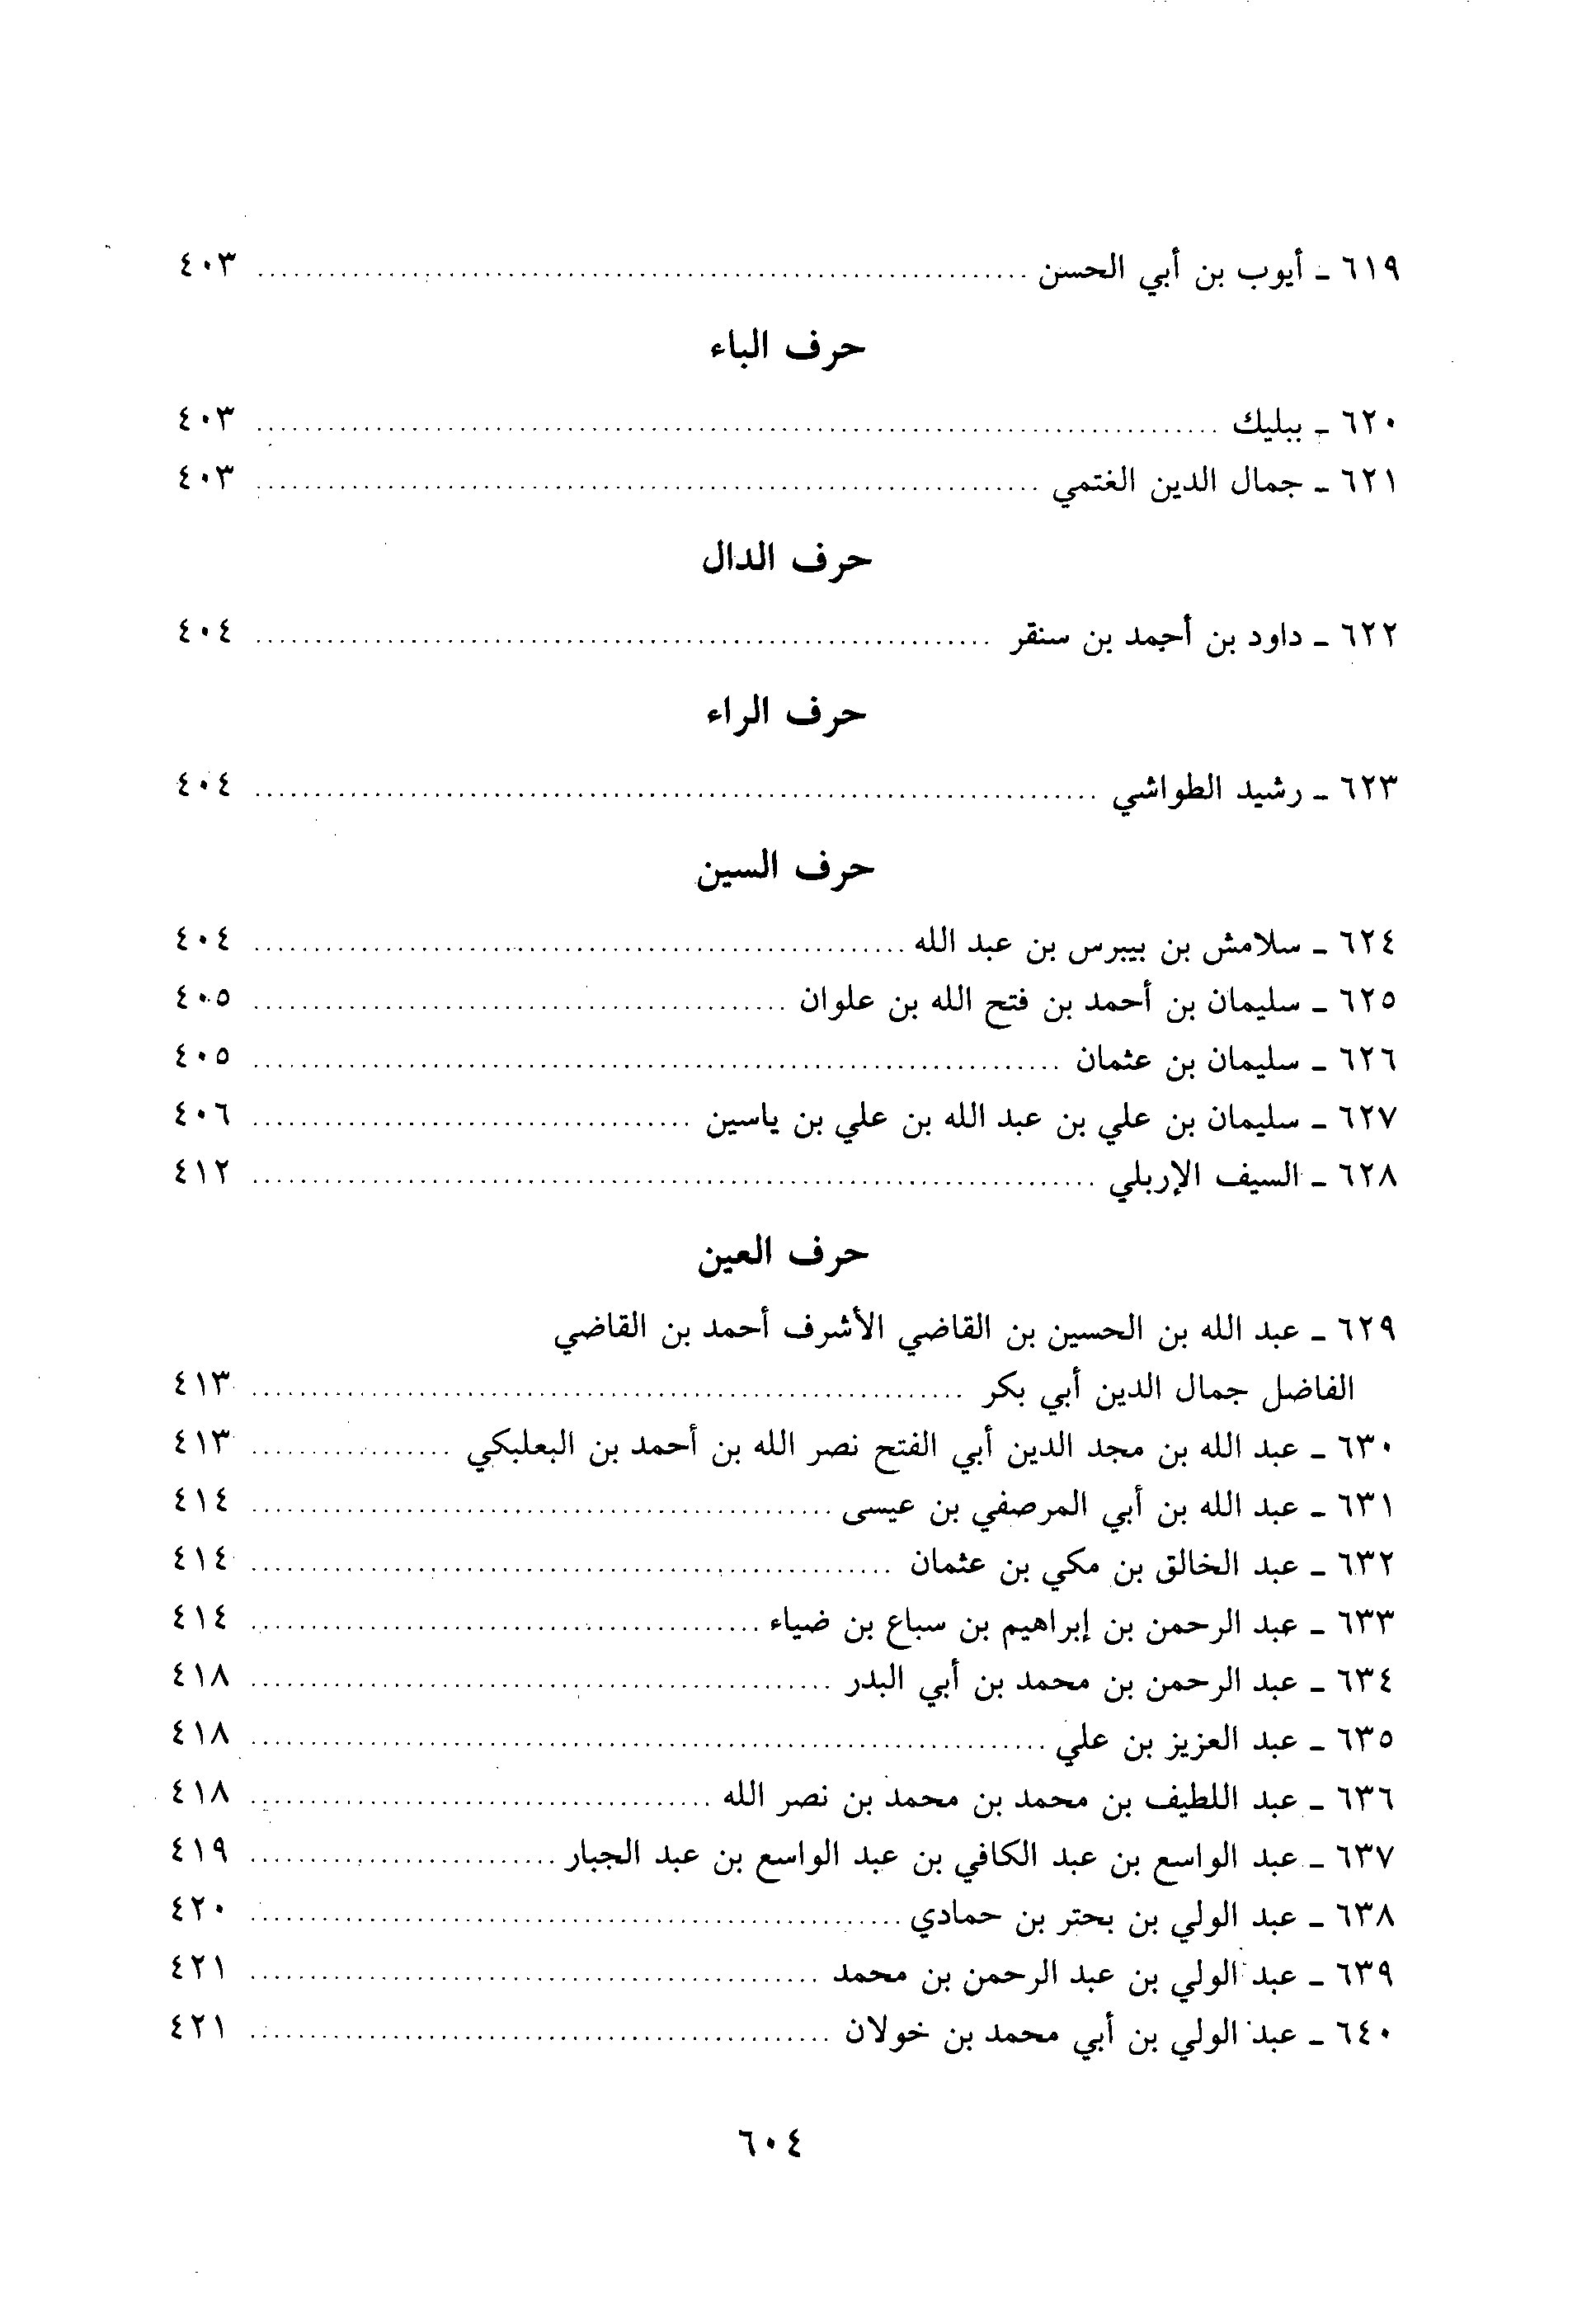 ٦١٩ ـ أيوب بن أبي الحسن ........ ٤٠٣
حرف الباء
٦٢٠ ـ ببليك ........ ٤٠٣
٦٢١ ـ جمال الدين الغتمي ........ ٤٠٣
حرف الدال
٦٢٢ ـ داود بن أحمد بن سنقر ........ ٤٠٤
حرف الراء
٦٢٣ ـ رشيد الطواشي ........ ٤٠٤
حرف السين
٦٢٤ ـ سلامش بن بيبرس بن عبد الله ........ ٤٠٤
٦٢٥ ـ سليمان بن أحمد بن فتح الله بن علوان ........ ٤٠٥
٦٢٦ ـ سليمان بن عثمان ........ ٤٠٥
٦٢٧ ـ سليمان بن علي بن عبد الله بن علي بن ياسين ........ ٤٠٦
٦٢٨ ـ السيف الإربلي ........ ٤١٢
حرف العين
٦٢٩ ـ عبد الله بن الحسين بن القاضي الأشرف أحمد بن القاضي
الفاضل جمال الدين أبي بكر ........ ٤١٣
٦٣٠ ـ عبد الله بن مجد الدين أبي الفتح نصر الله بن أحمد بن البعلبكي ........ ٤١٣
٦٣١ ـ عبد الله بن أبي المرصفي بن عيسى ........ ٤١٤
٦٣٢ ـ عبد الخالق بن مكي بن عثمان ........ ٤١٤
٦٣٣ ـ عبد الرحمن بن إبراهيم بن سباع بن ضياء ........ ٤١٤
٦٣٤ ـ عبد الرحمن بن محمد بن أبي البدر ........ ٤١٨
٦٣٥ ـ عبد العزيز بن علي ........ ٤١٨
٦٣٦ ـ عبد اللطيف بن محمد بن محمد بن نصر الله ........ ٤١٨
٦٣٧ ـ عبد الواسع بن عبد الكافي بن عبد الواسع بن عبد الجبار ........ ٤١٩
٦٣٨ ـ عبد الولي بن بحتر بن حمادي ........ ٤٢٠
٦٣٩ ـ عبد الولي بن عبد الرحمن بن محمد ........ ٤٢١
٦٤٠ ـ عبد الولي بن أبي محمد بن خولان ........ ٤٢١
٦٠٤